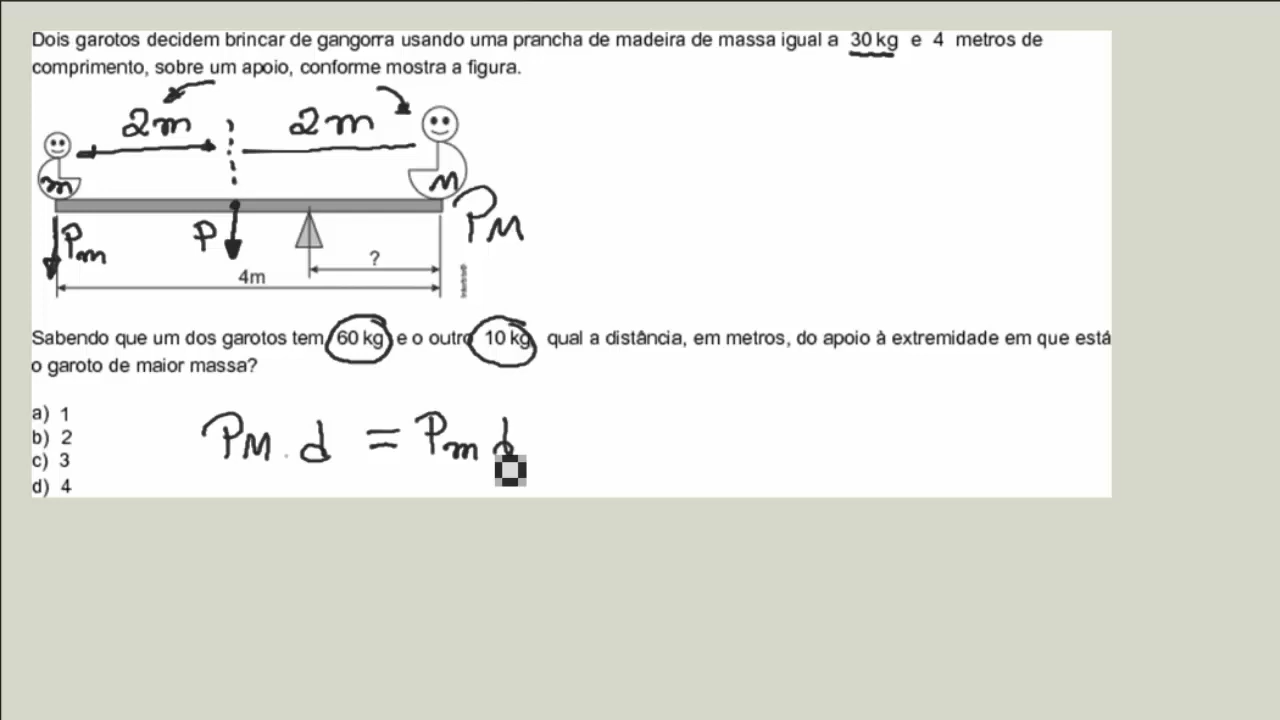 Dois garotos decidem brincar de gangorra usando uma prancha de madeira de massa igual a 30 kg e 4 metros de
comprimento, sobre um apoio, conforme mostra a figura.
2m 2m
m M
Pm P PM
?
4m
Sabendo que um dos garotos tem 60 kg e o outro 10 kg qual a distância, em metros, do apoio à extremidade em que está
o garoto de maior massa?
a) 1
b) 2
c) 3
d) 4
PM . d = Pm d